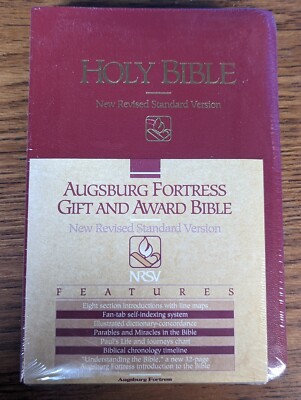 HOLY BIBLE
New Revised Standard Version
AUGSBURG FORTRESS
GIFT AND AWARD BIBLE
New Revised Standard Version
NRSV
FEATURES
Eight section introductions with line maps
Fan-tab self-indexing system
Illustrated dictionary-concordance
Parables and Miracles in the Bible
Paul's Life and Journeys chart
Biblical chronology timeline
"Understanding the Bible," a new 32-page
Augsburg Fortress Introduction to the Bible
Augsburg Fortress